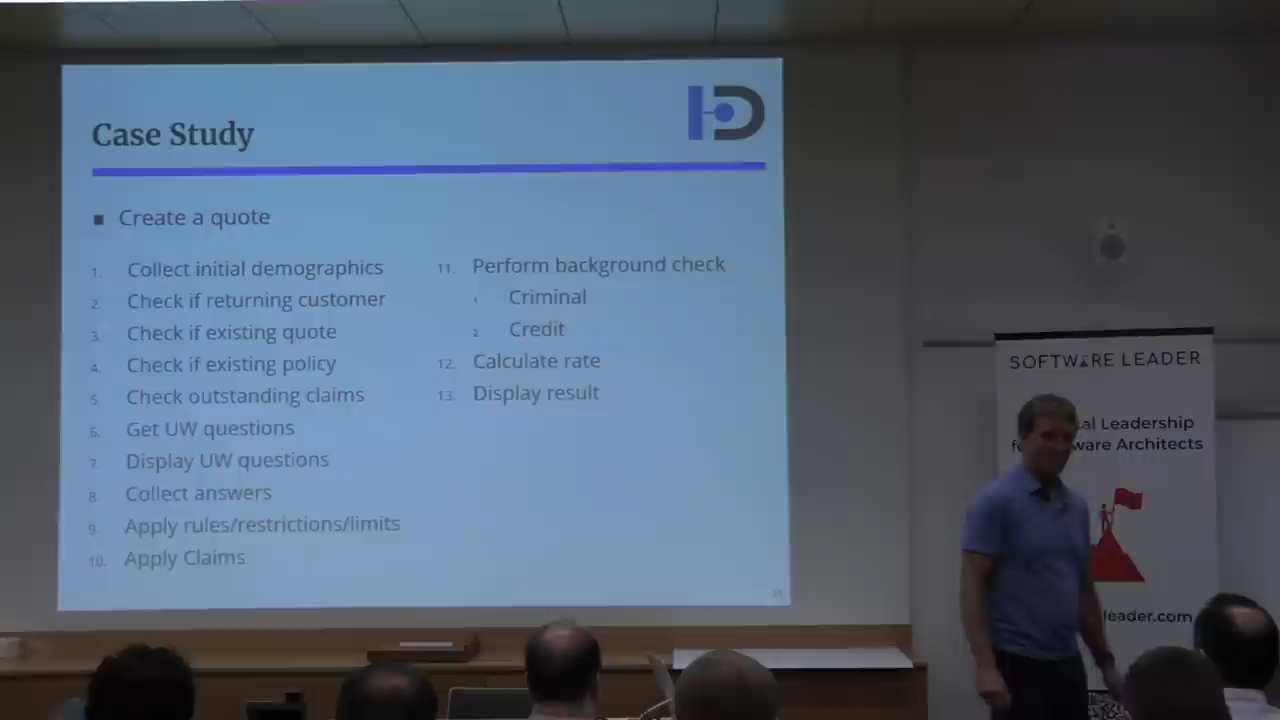 Case Study
Create a quote
1. Collect initial demographics
2. Check if returning customer
3. Check if existing quote
4. Check if existing policy
5. Check outstanding claims
6. Get UW questions
7. Display UW questions
8. Collect answers
9. Apply rules/restrictions/limits
10. Apply Claims
11. Perform background check
1. Criminal
2. Credit
12. Calculate rate
13. Display result
SOFTWARE LEADER
al Leadership
ware Architects
leader.com